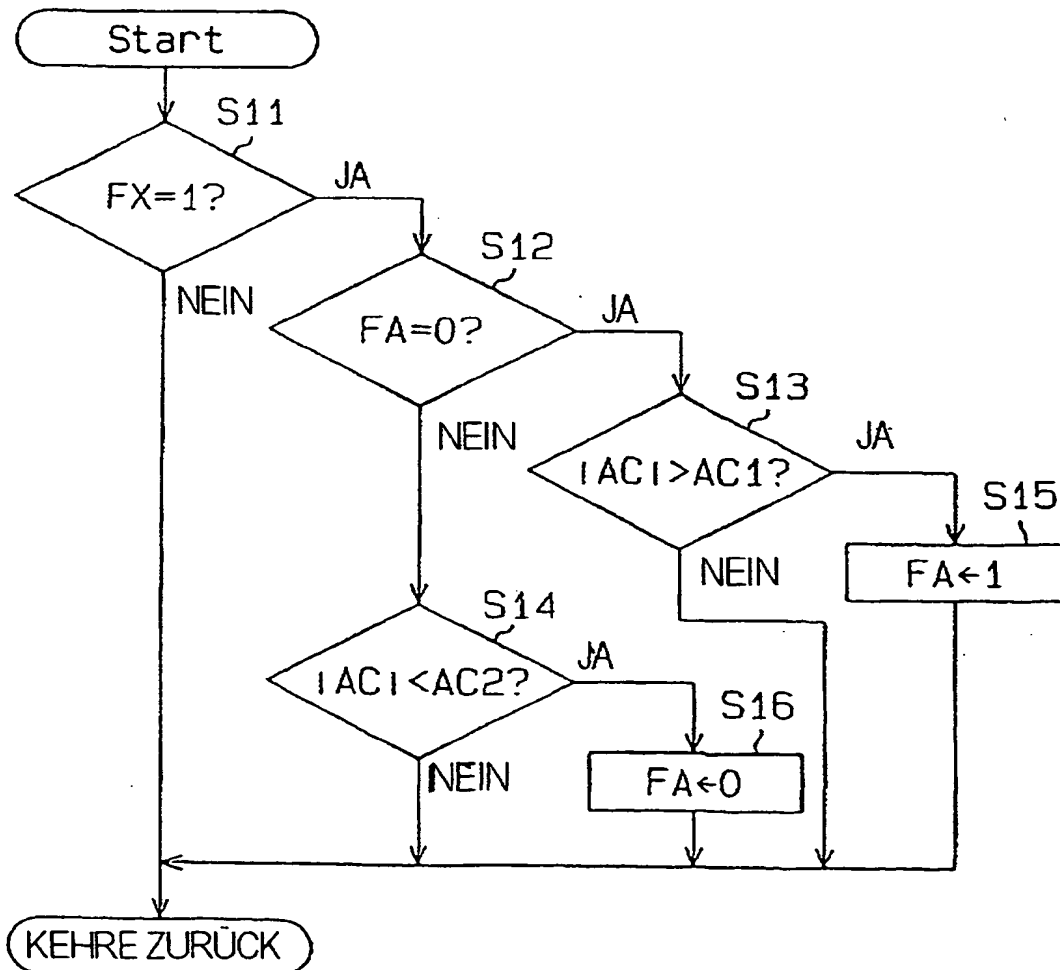 Start
S11
FX=1?
JA
NEIN
S12
FA=0?
JA
NEIN
S13
|AC|>AC1?
JA
NEIN
S15
FA←1
S14
|AC|<AC2?
JA
NEIN
S16
FA←0
KEHRE ZURÜCK